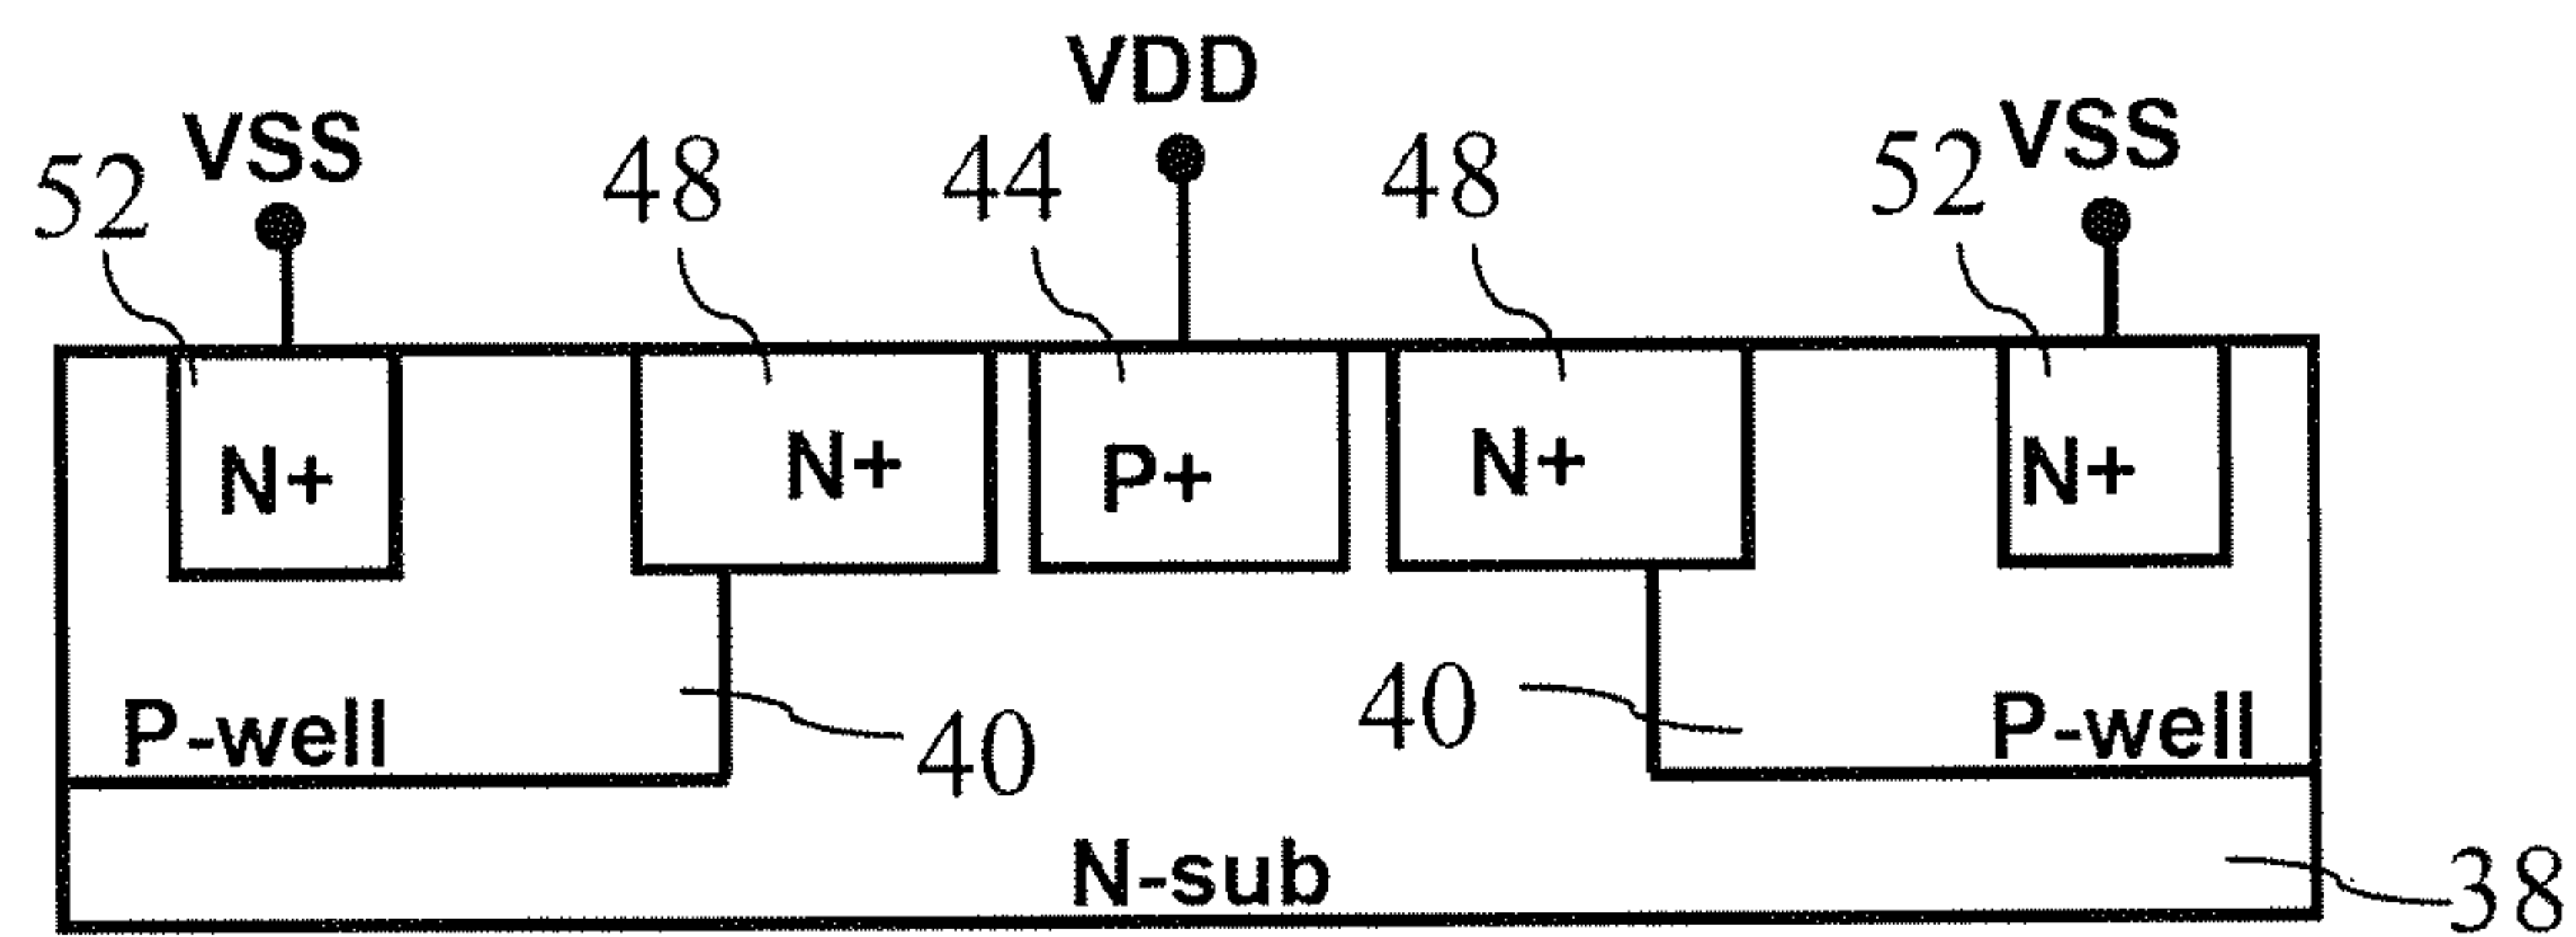 VDD
VSS 48 44 48 52 VSS
52
N+ N+ P+ N+ N+
P-well 40 40 P-well
N-sub 38